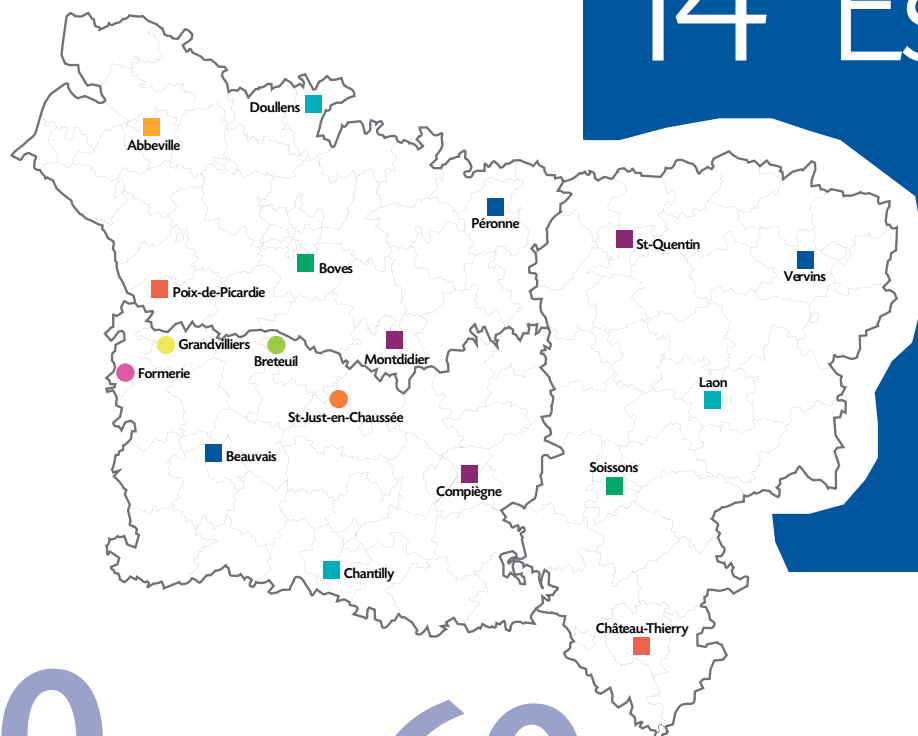 14
Doullens
Abbeville
Péronne
St-Quentin
Boves
Vervins
Poix-de-Picardie
Grandvilliers
Breteuil
Montdidier
Formerie
Laon
St-Just-en-Chaussée
Beauvais
Soissons
Compiègne
Chantilly
Château-Thierry